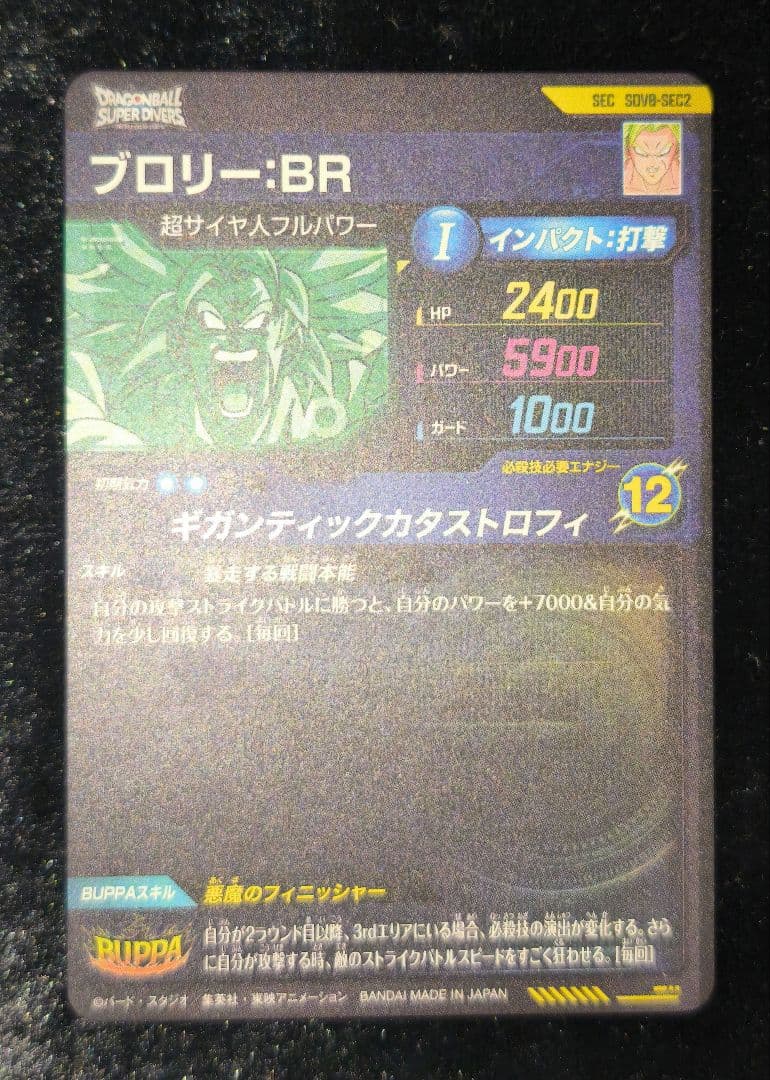 DRAGONBALL
SUPER DIVERS
SEC SDV8-SEC2
ブロリー:BR
超サイヤ人フルパワー
I インパクト:打撃
HP 2400
パワー 5900
ガード 1000
初期気力
必殺技必要エナジー
12
ギガンティックカタストロフィ
スキル 暴走する戦闘本能
自分の攻撃ストライクバトルに勝つと、自分のパワーを+7000&自分の気
力を少し回復する。[毎回]
BUPPAスキル 悪魔のフィニッシャー
BUPPA
自分が2ラウンド目以降、3rdエリアにいる場合、必殺技の演出が変化する。さら
に自分が攻撃する時、敵のストライクバトルスピードをすごく狂わせる。[毎回]
©バード・スタジオ 集英社・東映アニメーション BANDAI MADE IN JAPAN